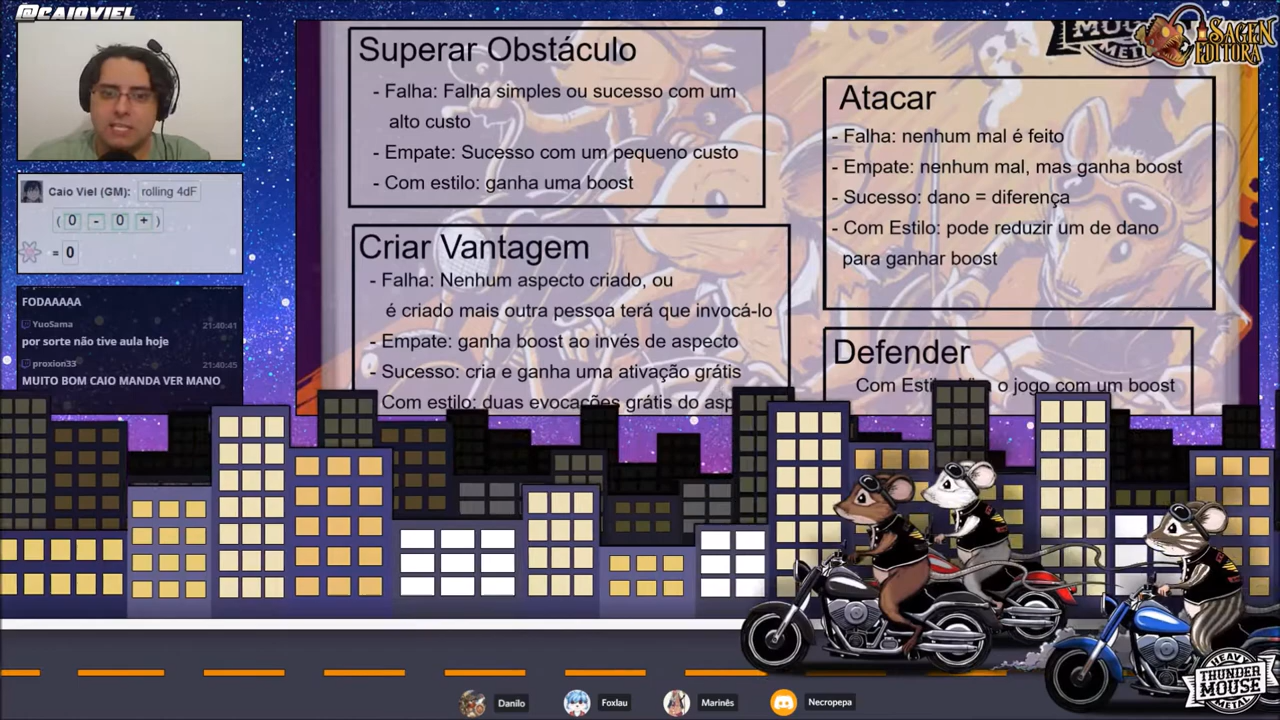 @CAIOVIEL
Caio Viel (GM): rolling 4dF
( 0 - 0 + )
= 0
FODAAAAA
YuoSama 21:40:41
por sorte não tive aula hoje
proxion33 21:40:45
MUITO BOM CAIO MANDA VER MANO
Superar Obstáculo
- Falha: Falha simples ou sucesso com um
alto custo
- Empate: Sucesso com um pequeno custo
- Com estilo: ganha uma boost
Criar Vantagem
- Falha: Nenhum aspecto criado, ou
é criado mais outra pessoa terá que invocá-lo
- Empate: ganha boost ao invés de aspecto
- Sucesso: cria e ganha uma ativação grátis
Com estilo: duas evocações grátis do
METAL
ISAGEN
EDITORA
Atacar
- Falha: nenhum mal é feito
- Empate: nenhum mal, mas ganha boost
- Sucesso: dano = diferença
- Com Estilo: pode reduzir um de dano
para ganhar boost
Defender
Com o jogo com um boost
HEAVY
THUNDER
MOUSE
METAL
Danilo
Foxlau
Marinês
Necropepa